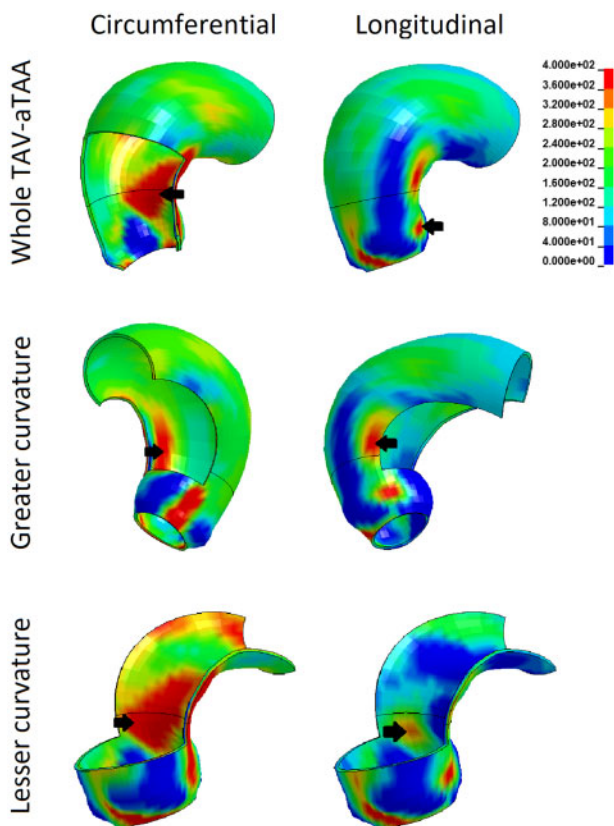 Circumferential Longitudinal
Whole TAV-aTAA
4.000e+02
3.600e+02
3.200e+02
2.800e+02
2.400e+02
2.000e+02
1.600e+02
1.200e+02
8.000e+01
4.000e+01
0.000e+00
Greater curvature
Lesser curvature